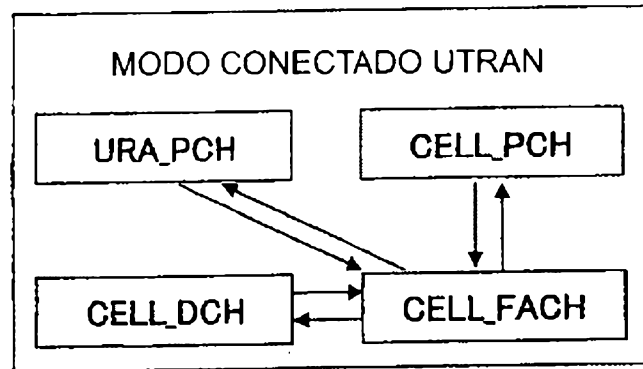 MODO CONECTADO UTRAN
URA_PCH
CELL_PCH
CELL_DCH
CELL_FACH